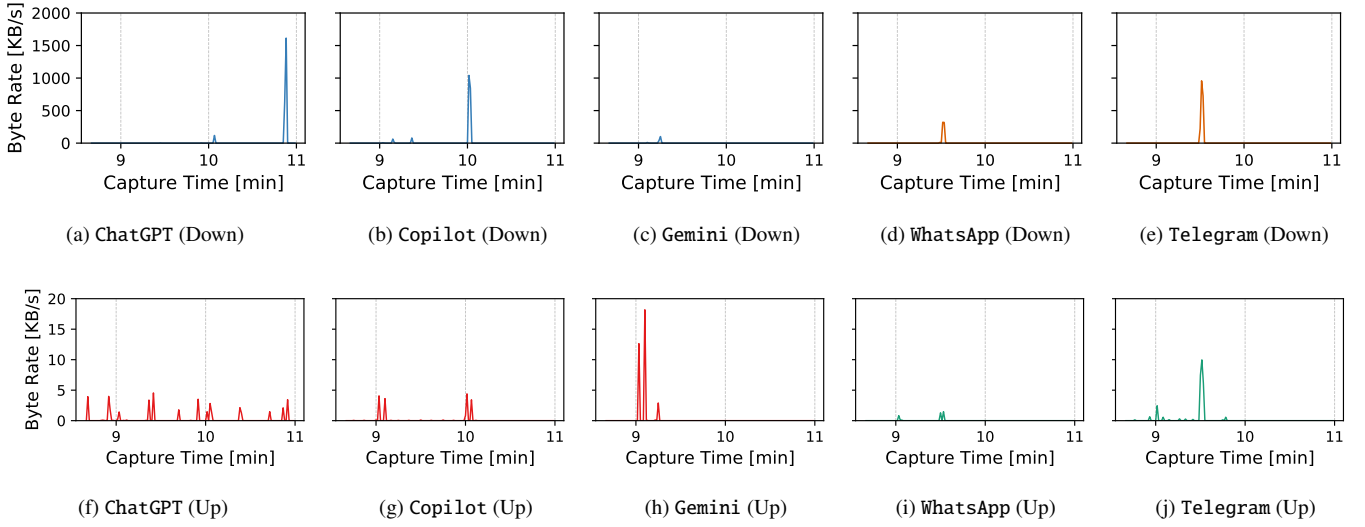 2000
1500
1000
500
0
Byte Rate [KB/s]
9 10 11
Capture Time [min]
9 10 11
Capture Time [min]
9 10 11
Capture Time [min]
9 10 11
Capture Time [min]
9 10 11
Capture Time [min]
(a) ChatGPT (Down)
(b) Copilot (Down)
(c) Gemini (Down)
(d) WhatsApp (Down)
(e) Telegram (Down)
20
15
10
5
0
Byte Rate [KB/s]
9 10 11
Capture Time [min]
9 10 11
Capture Time [min]
9 10 11
Capture Time [min]
9 10 11
Capture Time [min]
9 10 11
Capture Time [min]
(f) ChatGPT (Up)
(g) Copilot (Up)
(h) Gemini (Up)
(i) WhatsApp (Up)
(j) Telegram (Up)